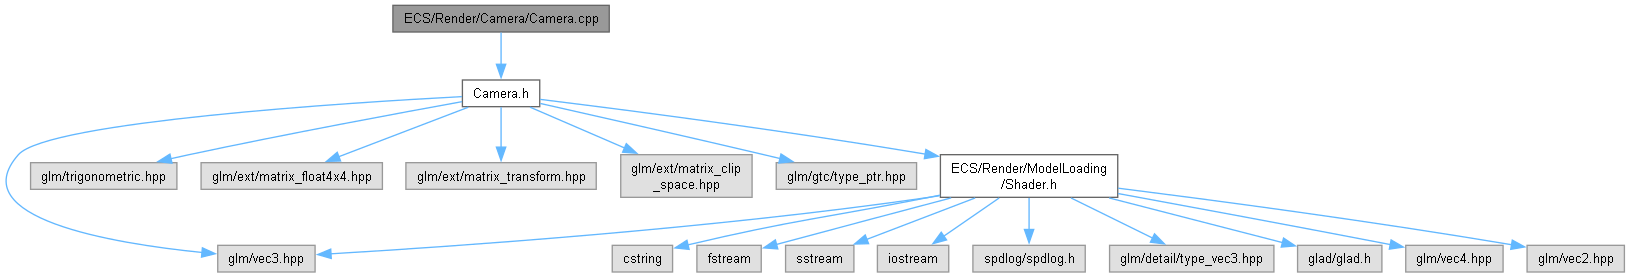 ECS/Render/Camera/Camera.cpp
Camera.h
glm/trigonometric.hpp
glm/ext/matrix_float4x4.hpp
glm/ext/matrix_transform.hpp
glm/ext/matrix_clip
_space.hpp
glm/gtc/type_ptr.hpp
ECS/Render/ModelLoading
/Shader.h
glm/vec3.hpp
cstring
fstream
sstream
iostream
spdlog/spdlog.h
glm/detail/type_vec3.hpp
glad/glad.h
glm/vec4.hpp
glm/vec2.hpp